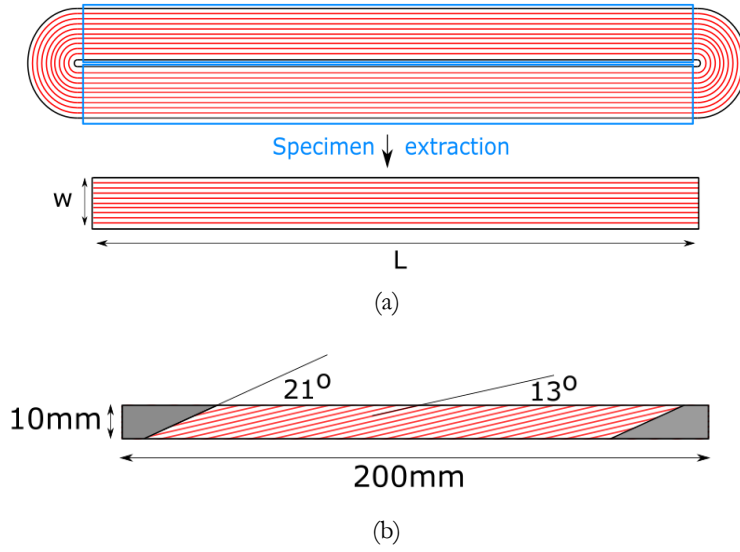 Specimen extraction
w
L
(a)
21º
13º
10mm
200mm
(b)